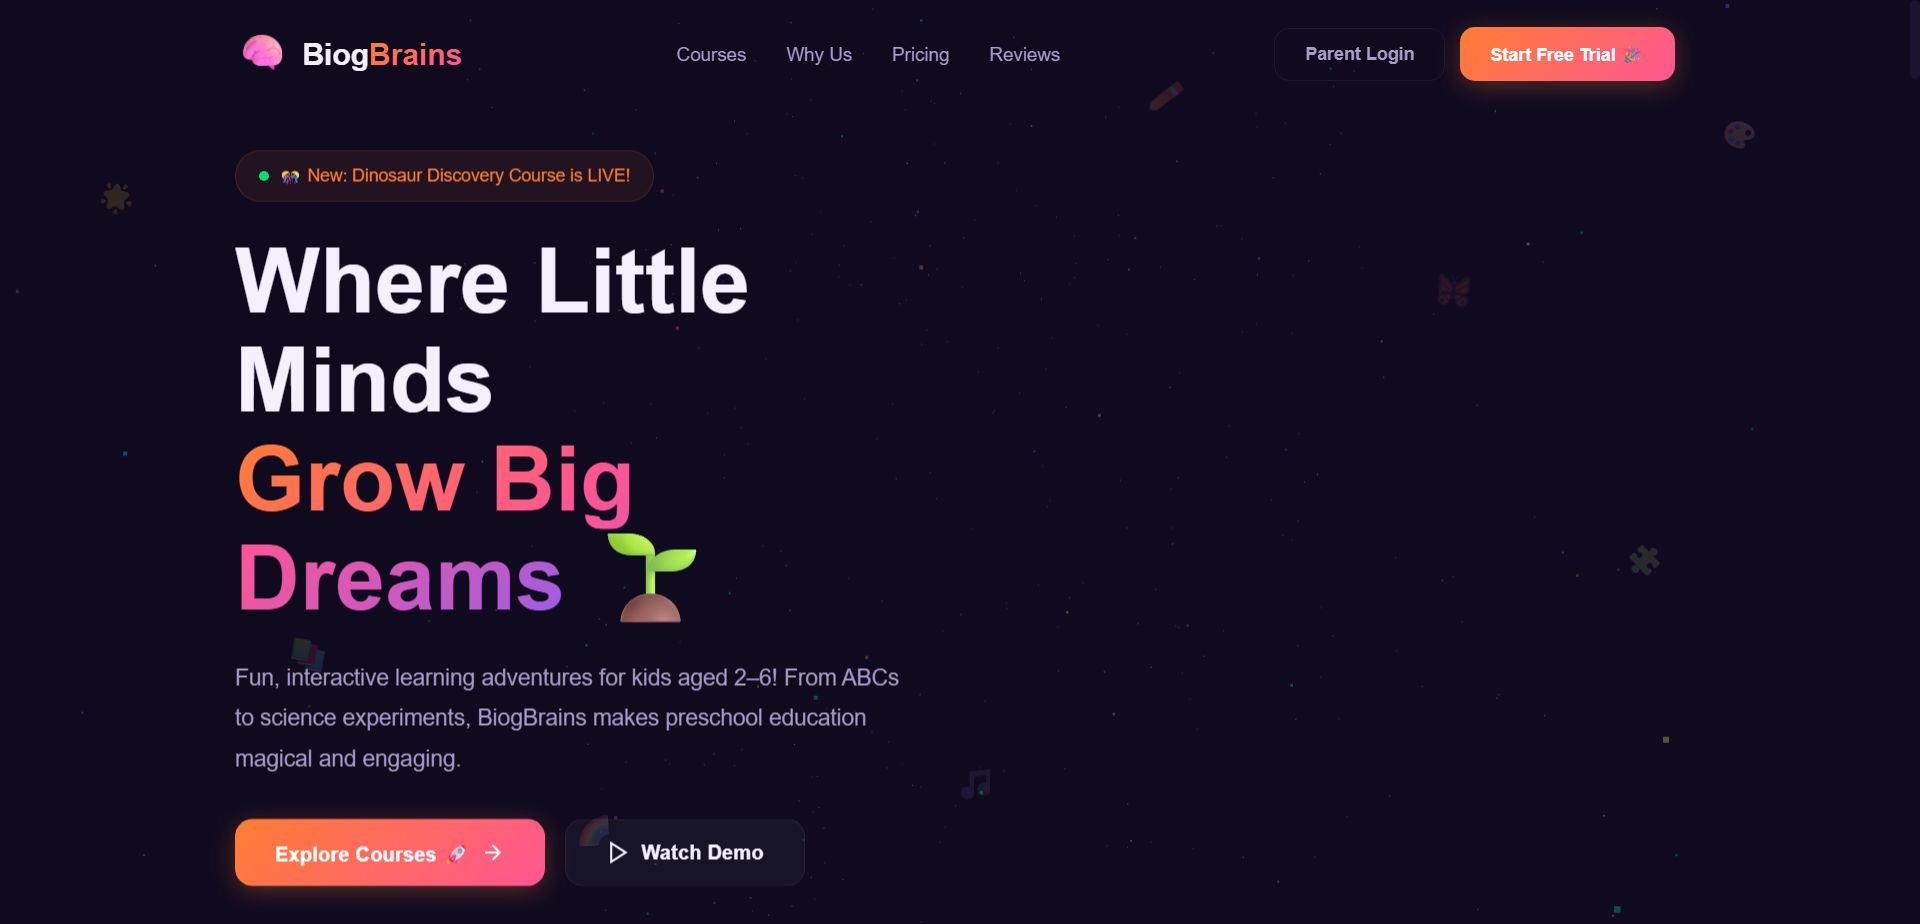 BiogBrains
Courses
Why Us
Pricing
Reviews
Parent Login
Start Free Trial 🎉
🎊 New: Dinosaur Discovery Course is LIVE!
Where Little
Minds
Grow Big
Dreams 🌱
Fun, interactive learning adventures for kids aged 2–6! From ABCs
to science experiments, BiogBrains makes preschool education
magical and engaging.
Explore Courses 🚀 →
Watch Demo